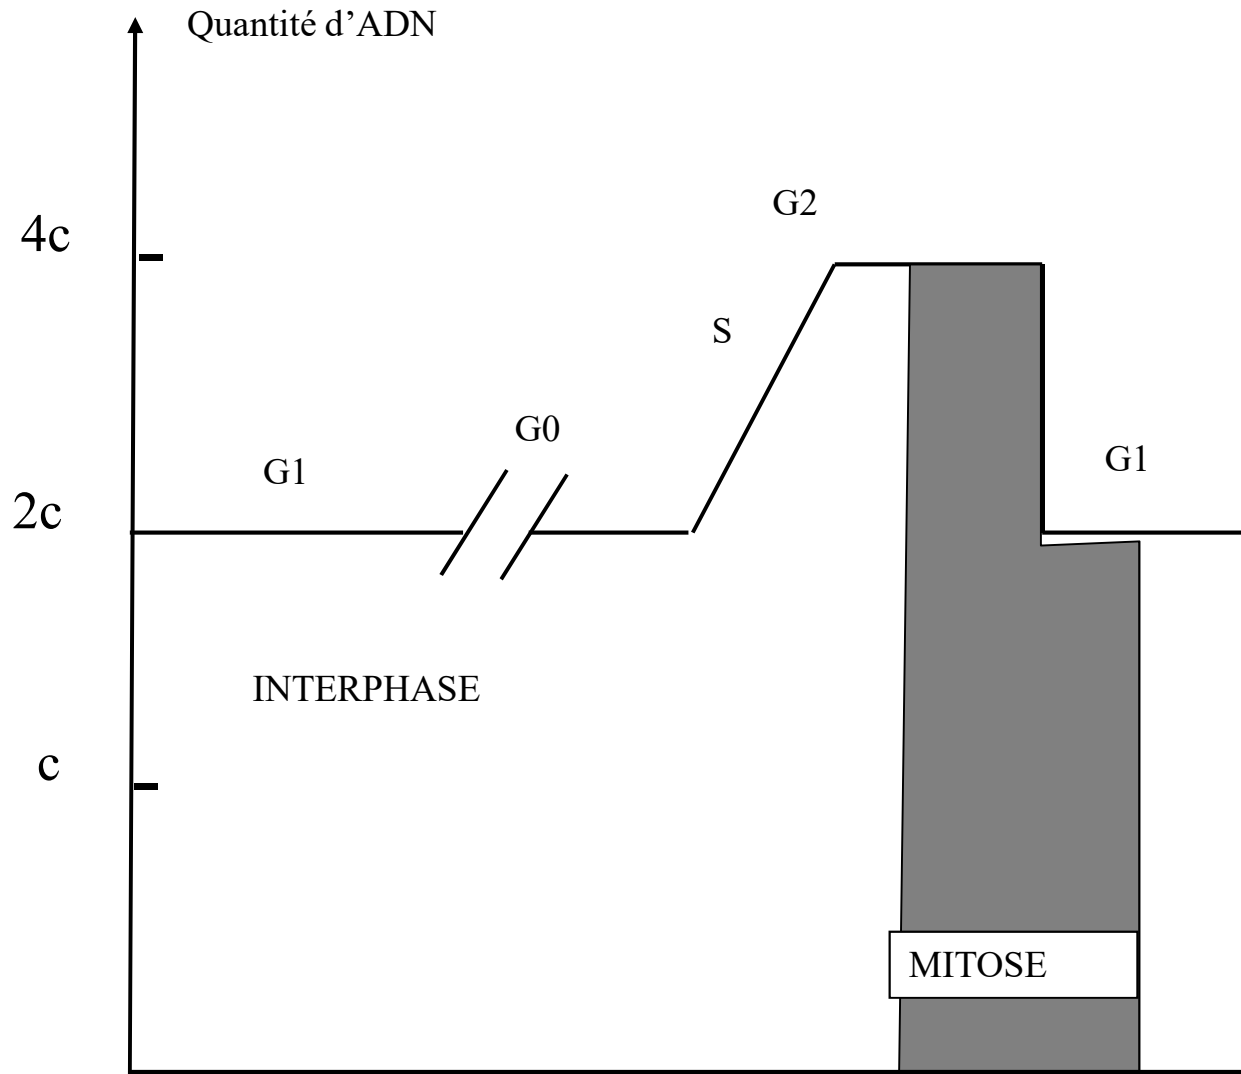 Quantité d’ADN
4c
G2
S
G0
G1
G1
2c
INTERPHASE
c
MITOSE